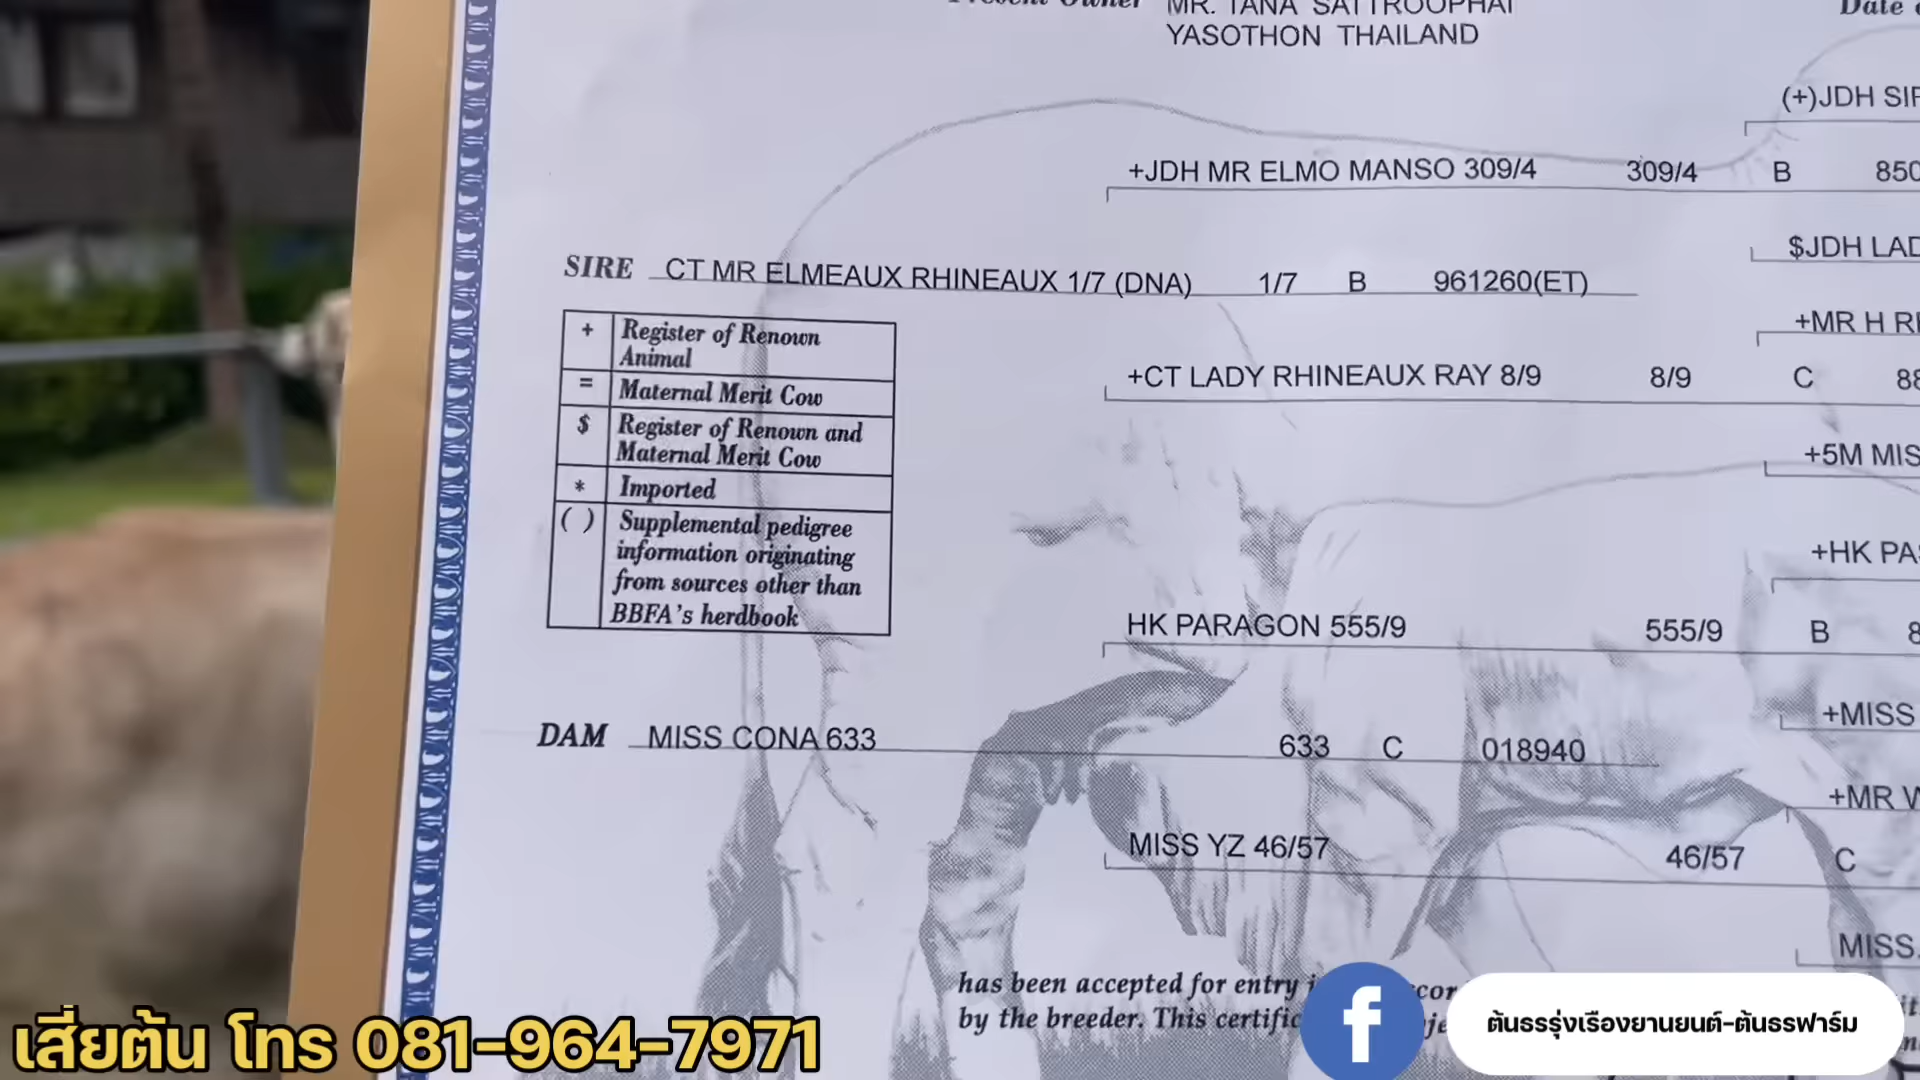 Present Owner MR. TANA SATTROOPHAI
YASOTHON THAILAND
Date
(+)JDH SIR
+JDH MR ELMO MANSO 309/4 309/4 B 850
$JDH LAD
SIRE CT MR ELMEAUX RHINEAUX 1/7 (DNA) 1/7 B 961260(ET)
+MR H RH
+CT LADY RHINEAUX RAY 8/9 8/9 C 88
+5M MIS
+ Register of Renown
Animal
= Maternal Merit Cow
$ Register of Renown and
Maternal Merit Cow
* Imported
( ) Supplemental pedigree
information originating
from sources other than
BBFA's herdbook
+HK PAS
HK PARAGON 555/9 555/9 B 8
+MISS
DAM MISS CONA 633 633 C 018940
+MR W
MISS YZ 46/57 46/57 C
MISS
has been accepted for entry
by the breeder. This certific
เสี่ยต้น โทร 081-964-7971
f
ต้นธรรุ่งเรืองยานยนต์-ต้นธรฟาร์ม